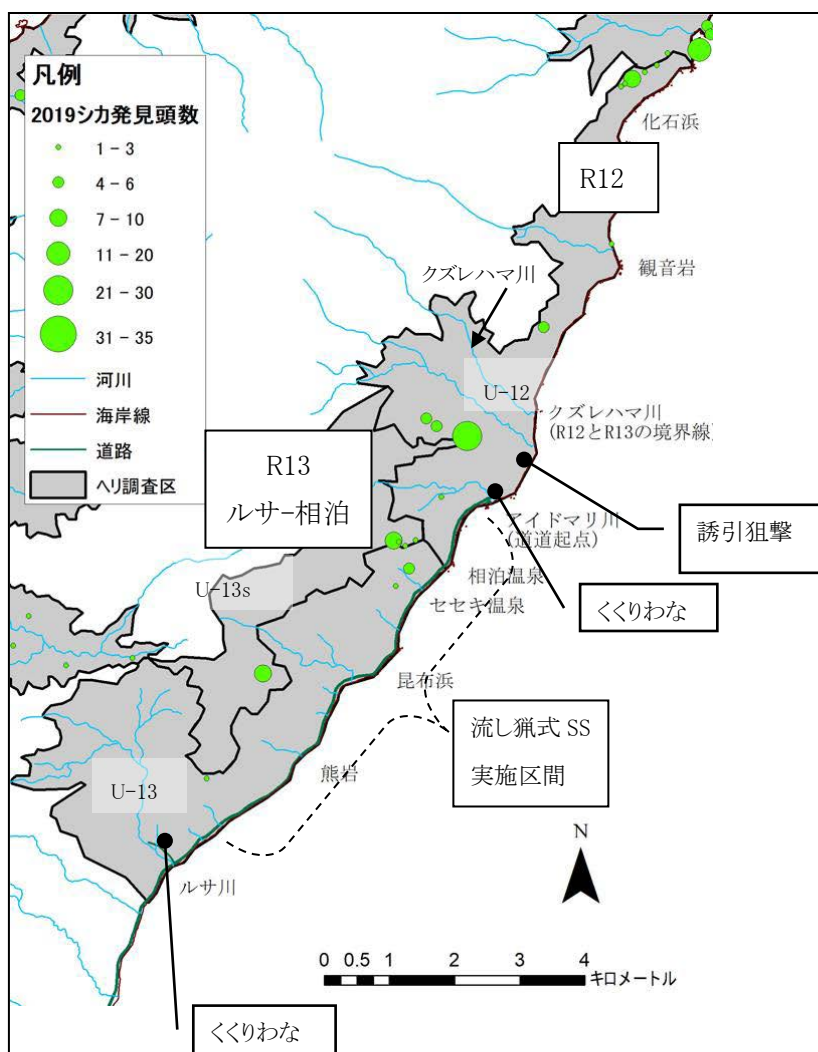 凡例
2019シカ発見頭数
1 - 3
4 - 6
7 - 10
11 - 20
21 - 30
31 - 35
河川
海岸線
道路
ヘリ調査区
化石浜
R12
観音岩
クズレハマ川
U-12
クズレハマ川
(R12とR13の境界線)
R13
ルサ-相泊
誘引狙撃
アイドマリ川
(道道起点)
相泊温泉
くくりわな
セセキ温泉
U-13s
昆布浜
流し猟式 SS
実施区間
熊岩
U-13
N
ルサ川
0 0.5 1 2 3 4
キロメートル
くくりわな